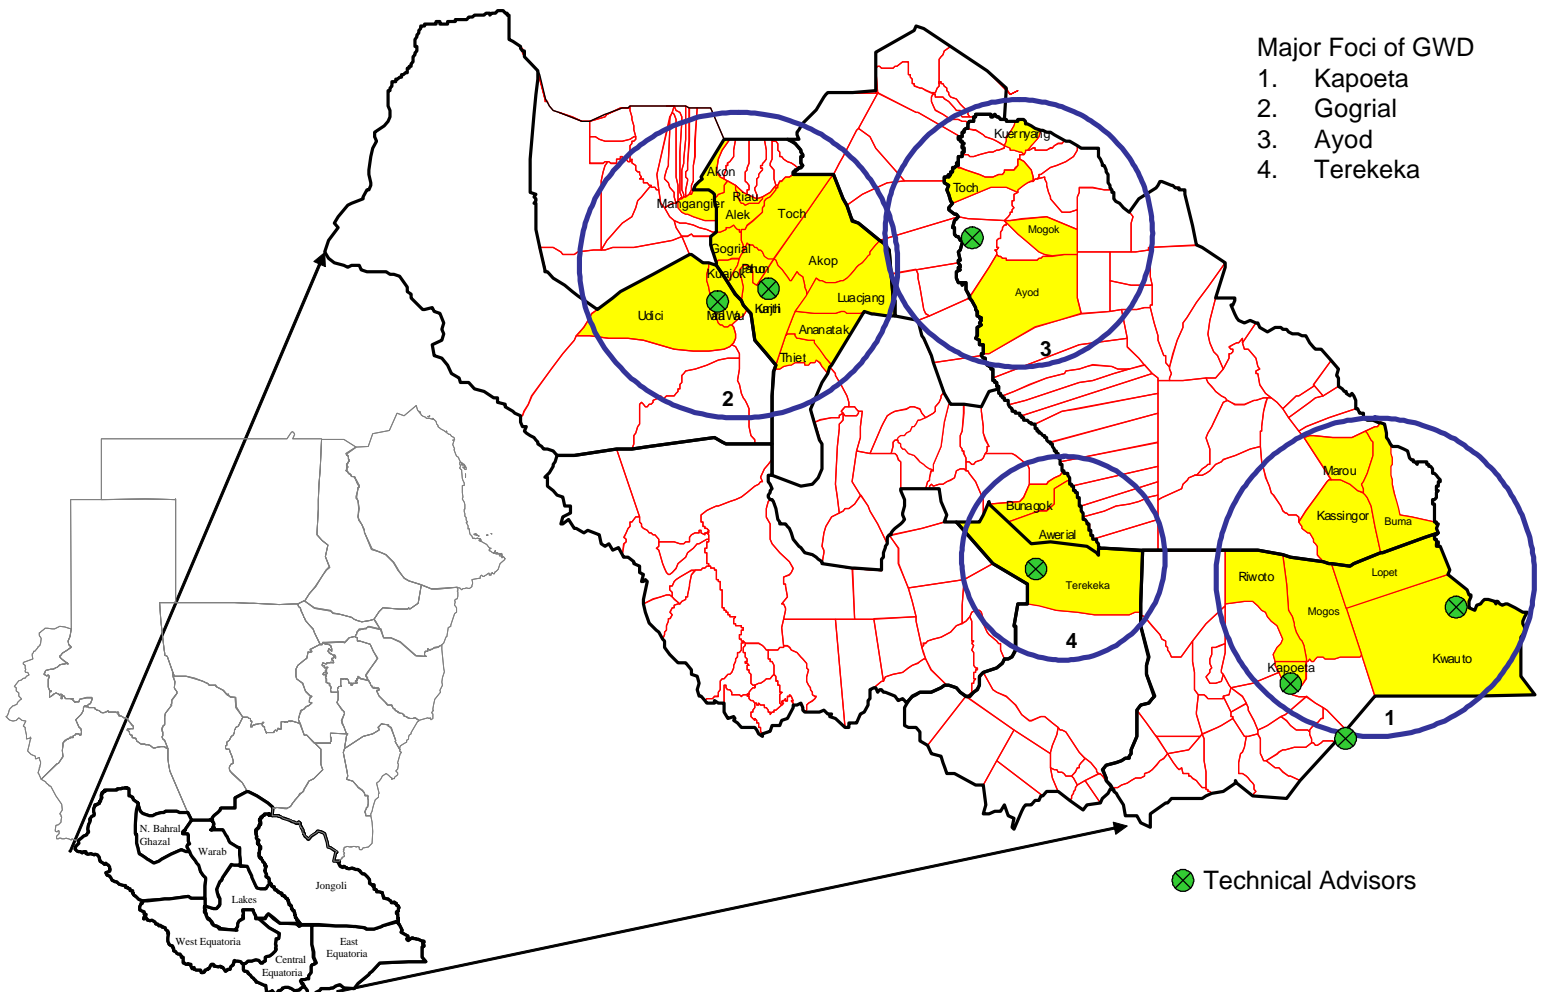 Major Foci of GWD
1. Kapoeta
2. Gogrial
3. Ayod
4. Terekeka
Kuernyang
Toch
Mogok
Ayod
3
Akon
Riau
Mangangier
Alek
Toch
Gogrial
Akop
Kuajok
Luacjang
Udici
Ananatak
Thiet
2
Marou
Kassingor
Buma
Bunagok
Awerial
Terekeka
4
Riwoto
Lopet
Mogos
Kwauto
Kapoeta
1
N. Bahral
Ghazal
Warab
Jongoli
Lakes
West Equatoria
East
Equatoria
Central
Equatoria
Technical Advisors